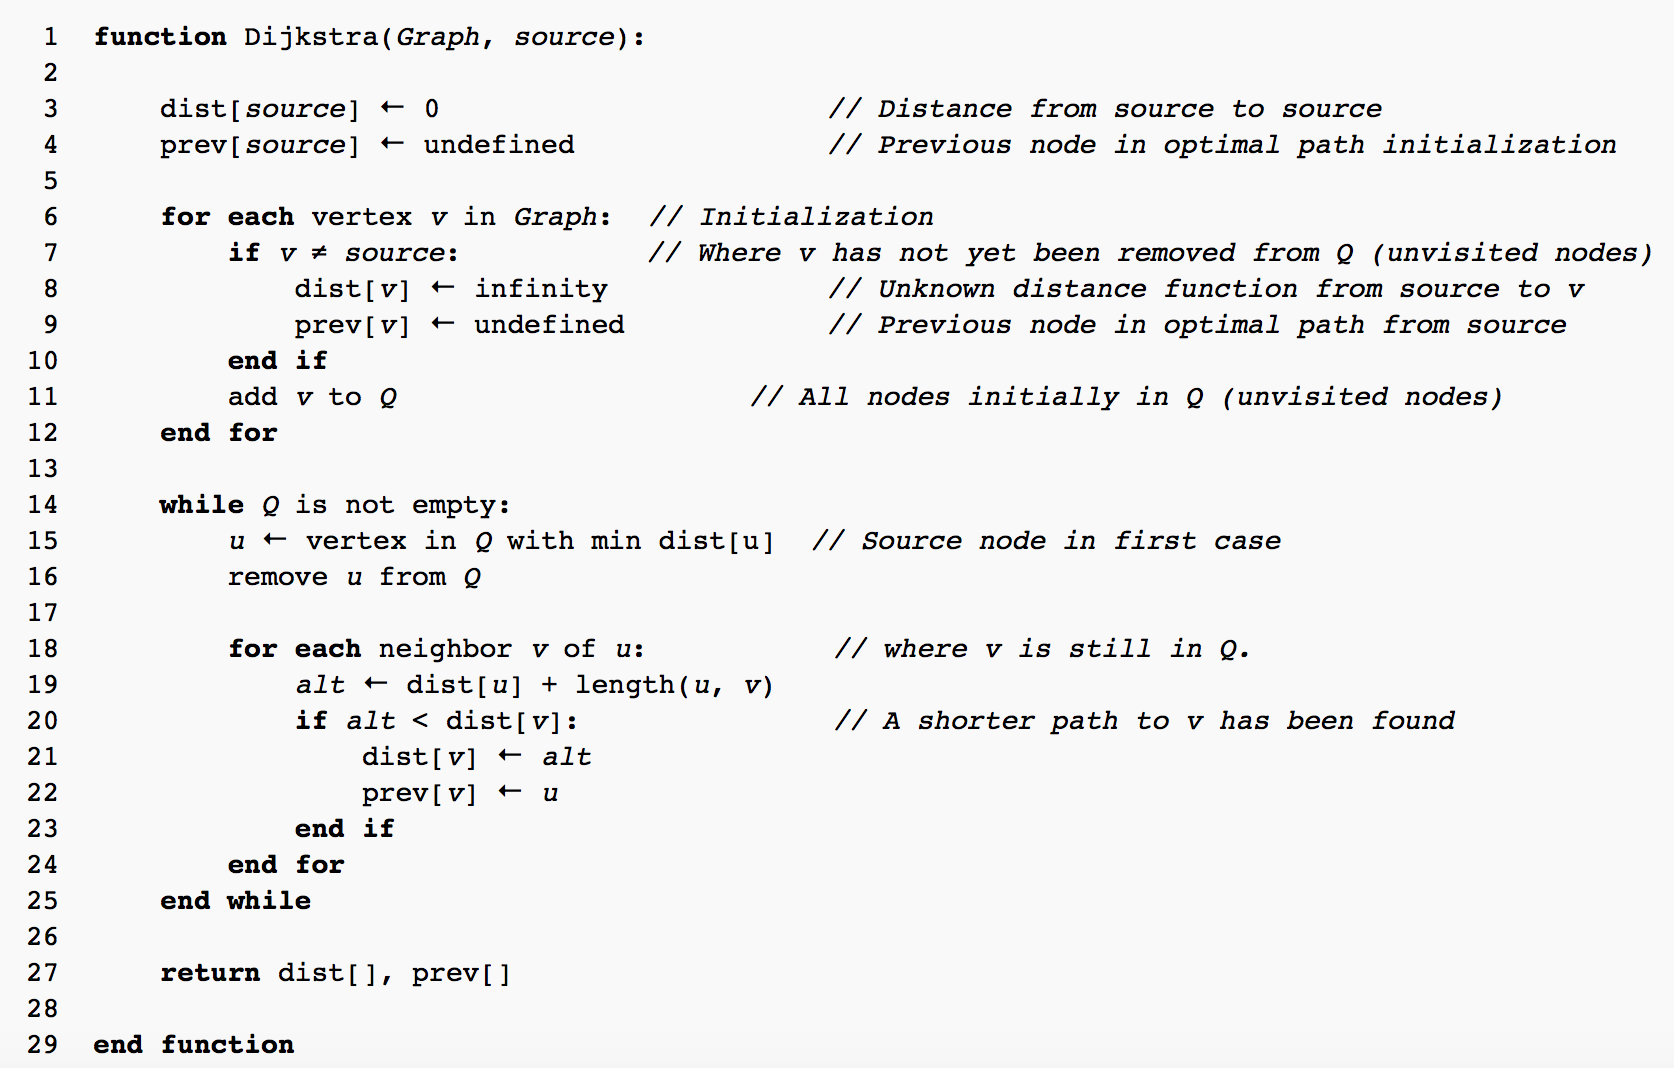 1 function Dijkstra(Graph, source):
2
3 dist[source] ← 0 // Distance from source to source
4 prev[source] ← undefined // Previous node in optimal path initialization
5
6 for each vertex v in Graph: // Initialization
7 if v ≠ source: // Where v has not yet been removed from Q (unvisited nodes)
8 dist[v] ← infinity // Unknown distance function from source to v
9 prev[v] ← undefined // Previous node in optimal path from source
10 end if
11 add v to Q // All nodes initially in Q (unvisited nodes)
12 end for
13
14 while Q is not empty:
15 u ← vertex in Q with min dist[u] // Source node in first case
16 remove u from Q
17
18 for each neighbor v of u: // where v is still in Q.
19 alt ← dist[u] + length(u, v)
20 if alt < dist[v]: // A shorter path to v has been found
21 dist[v] ← alt
22 prev[v] ← u
23 end if
24 end for
25 end while
26
27 return dist[], prev[]
28
29 end function